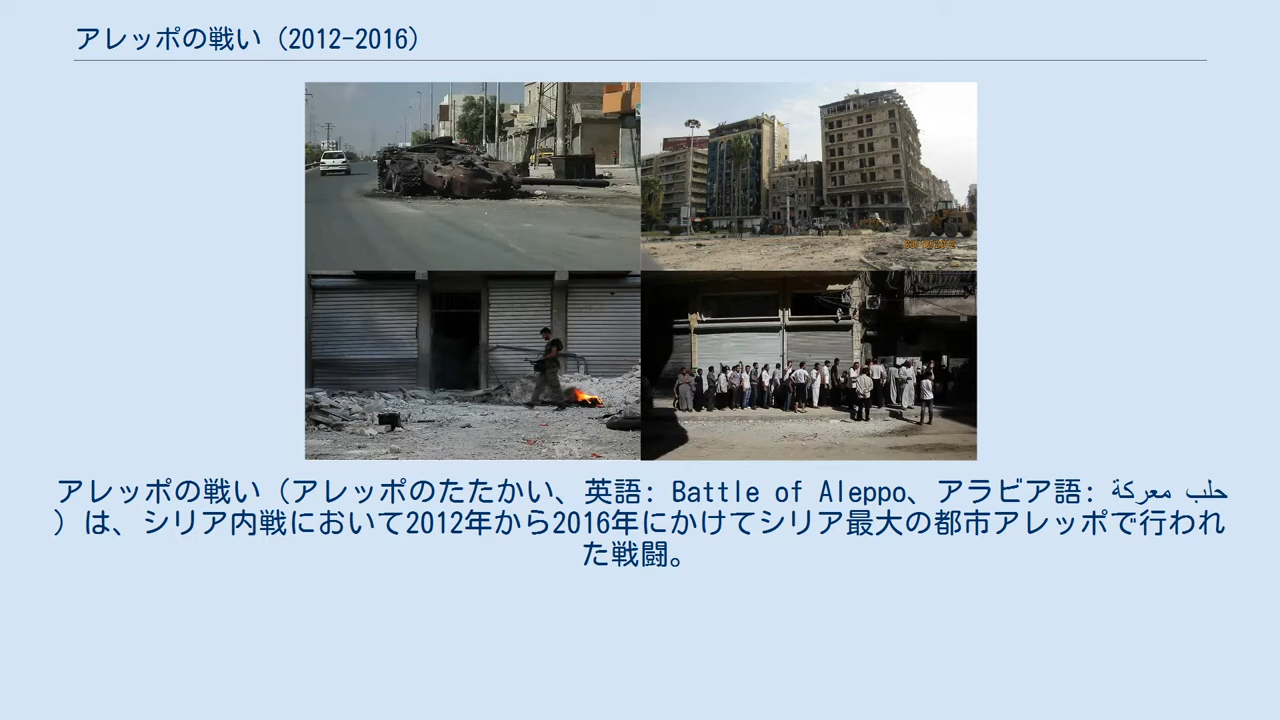 アレッポの戦い（2012-2016）
アレッポの戦い（アレッポのたたかい、英語: Battle of Aleppo、アラビア語: حلب معركة
）は、シリア内戦において2012年から2016年にかけてシリア最大の都市アレッポで行われ
た戦闘。